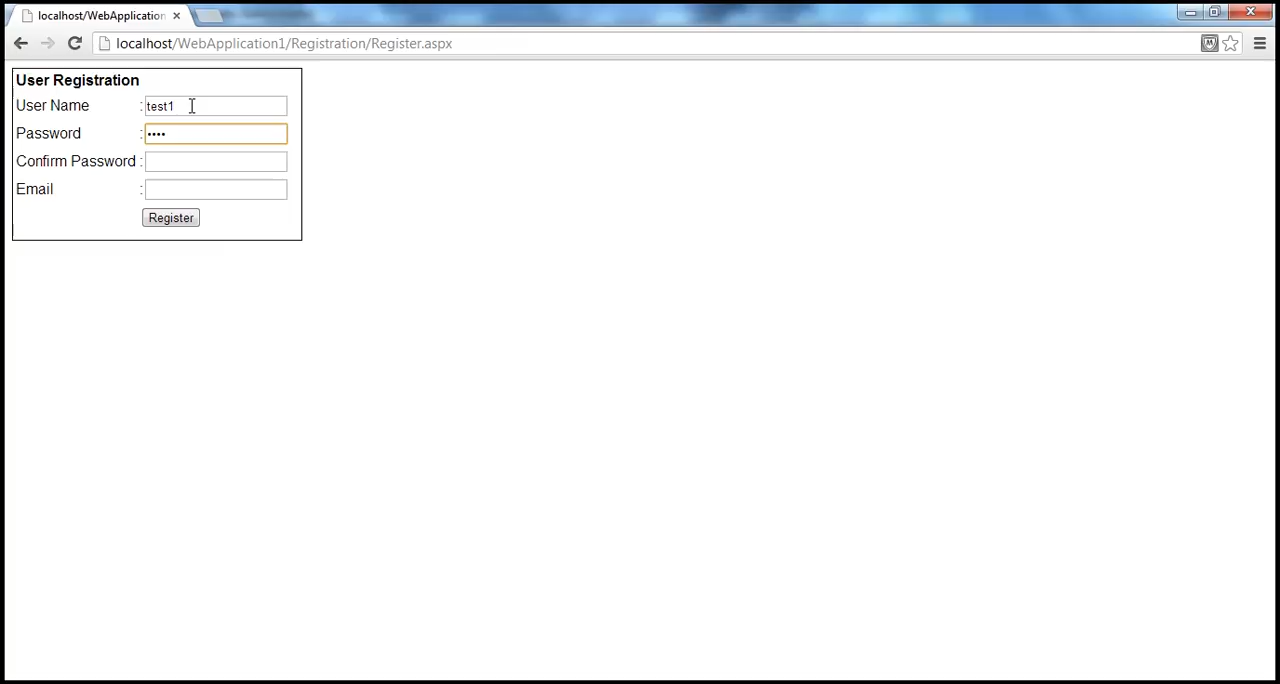 localhost/WebApplication
localhost/WebApplication1/Registration/Register.aspx
User Registration
User Name : test1
Password : ••••
Confirm Password :
Email :
Register